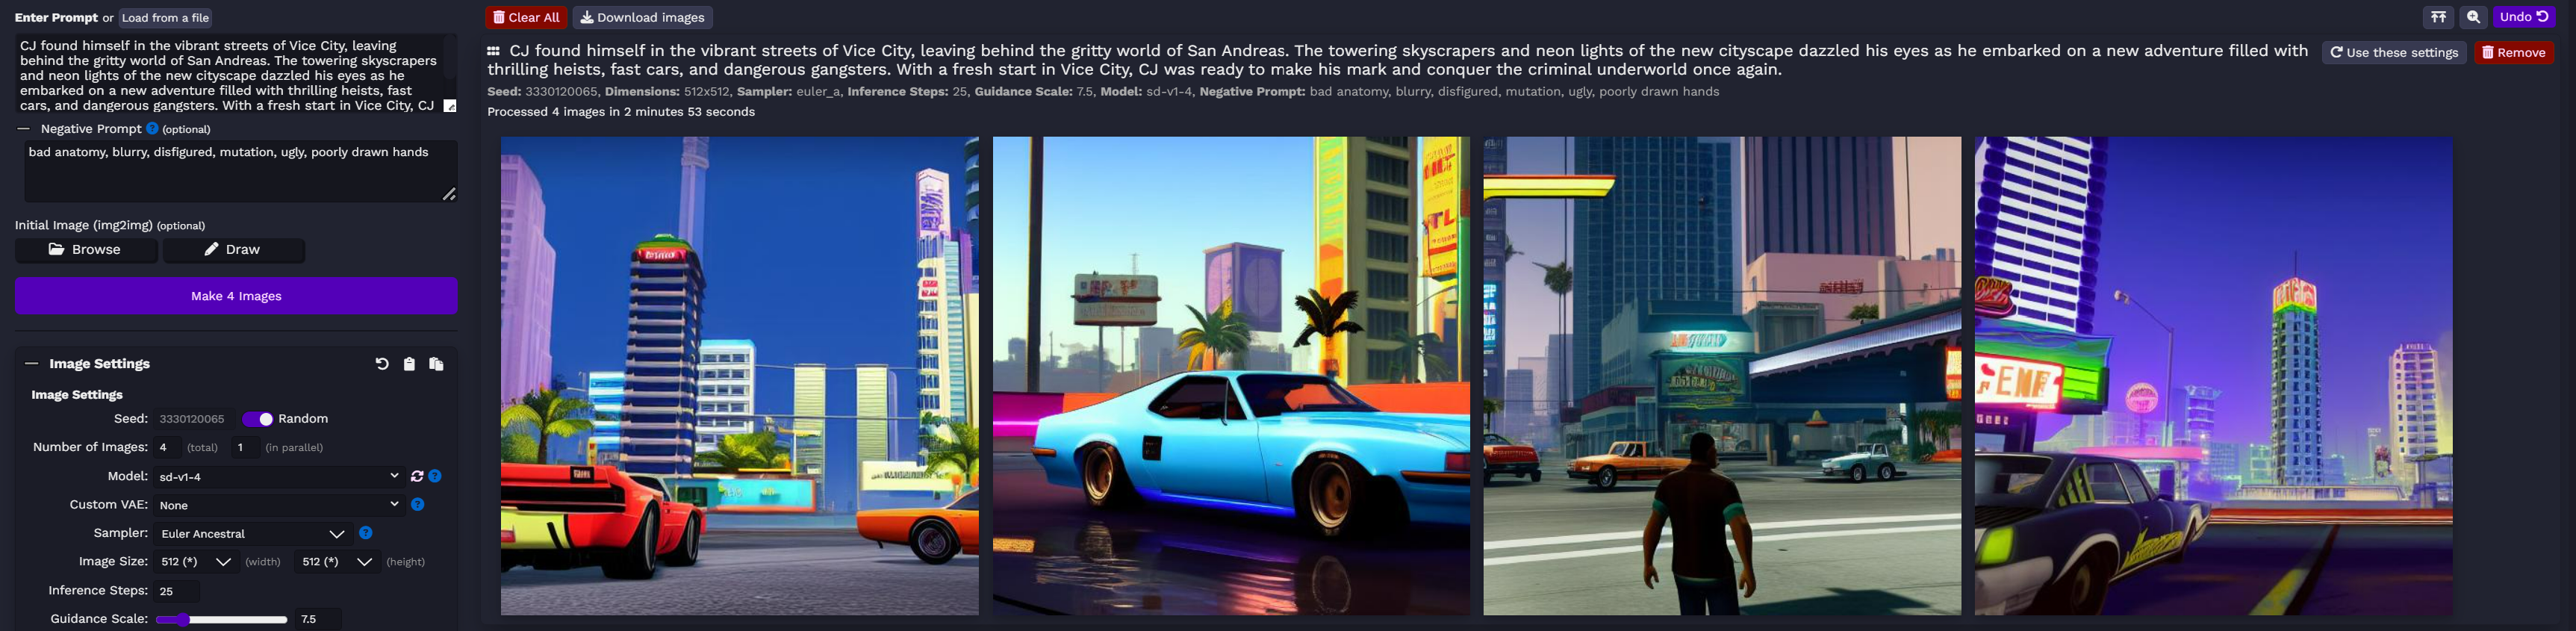 Enter Prompt or Load from a file
CJ found himself in the vibrant streets of Vice City, leaving
behind the gritty world of San Andreas. The towering skyscrapers
and neon lights of the new cityscape dazzled his eyes as he
embarked on a new adventure filled with thrilling heists, fast
cars, and dangerous gangsters. With a fresh start in Vice City, CJ
Negative Prompt ? (optional)
bad anatomy, blurry, disfigured, mutation, ugly, poorly drawn hands
Initial Image (img2img) (optional)
Browse Draw
Make 4 Images
Image Settings
Image Settings
Seed: 3330120065 Random
Number of Images: 4 (total) 1 (in parallel)
Model: sd-v1-4 ?
Custom VAE: None ?
Sampler: Euler Ancestral ?
Image Size: 512 (*) (width) 512 (*) (height)
Inference Steps: 25
Guidance Scale: 7.5
Clear All Download images Undo
CJ found himself in the vibrant streets of Vice City, leaving behind the gritty world of San Andreas. The towering skyscrapers and neon lights of the new cityscape dazzled his eyes as he embarked on a new adventure filled with
thrilling heists, fast cars, and dangerous gangsters. With a fresh start in Vice City, CJ was ready to make his mark and conquer the criminal underworld once again.
Use these settings Remove
Seed: 3330120065, Dimensions: 512x512, Sampler: euler_a, Inference Steps: 25, Guidance Scale: 7.5, Model: sd-v1-4, Negative Prompt: bad anatomy, blurry, disfigured, mutation, ugly, poorly drawn hands
Processed 4 images in 2 minutes 53 seconds